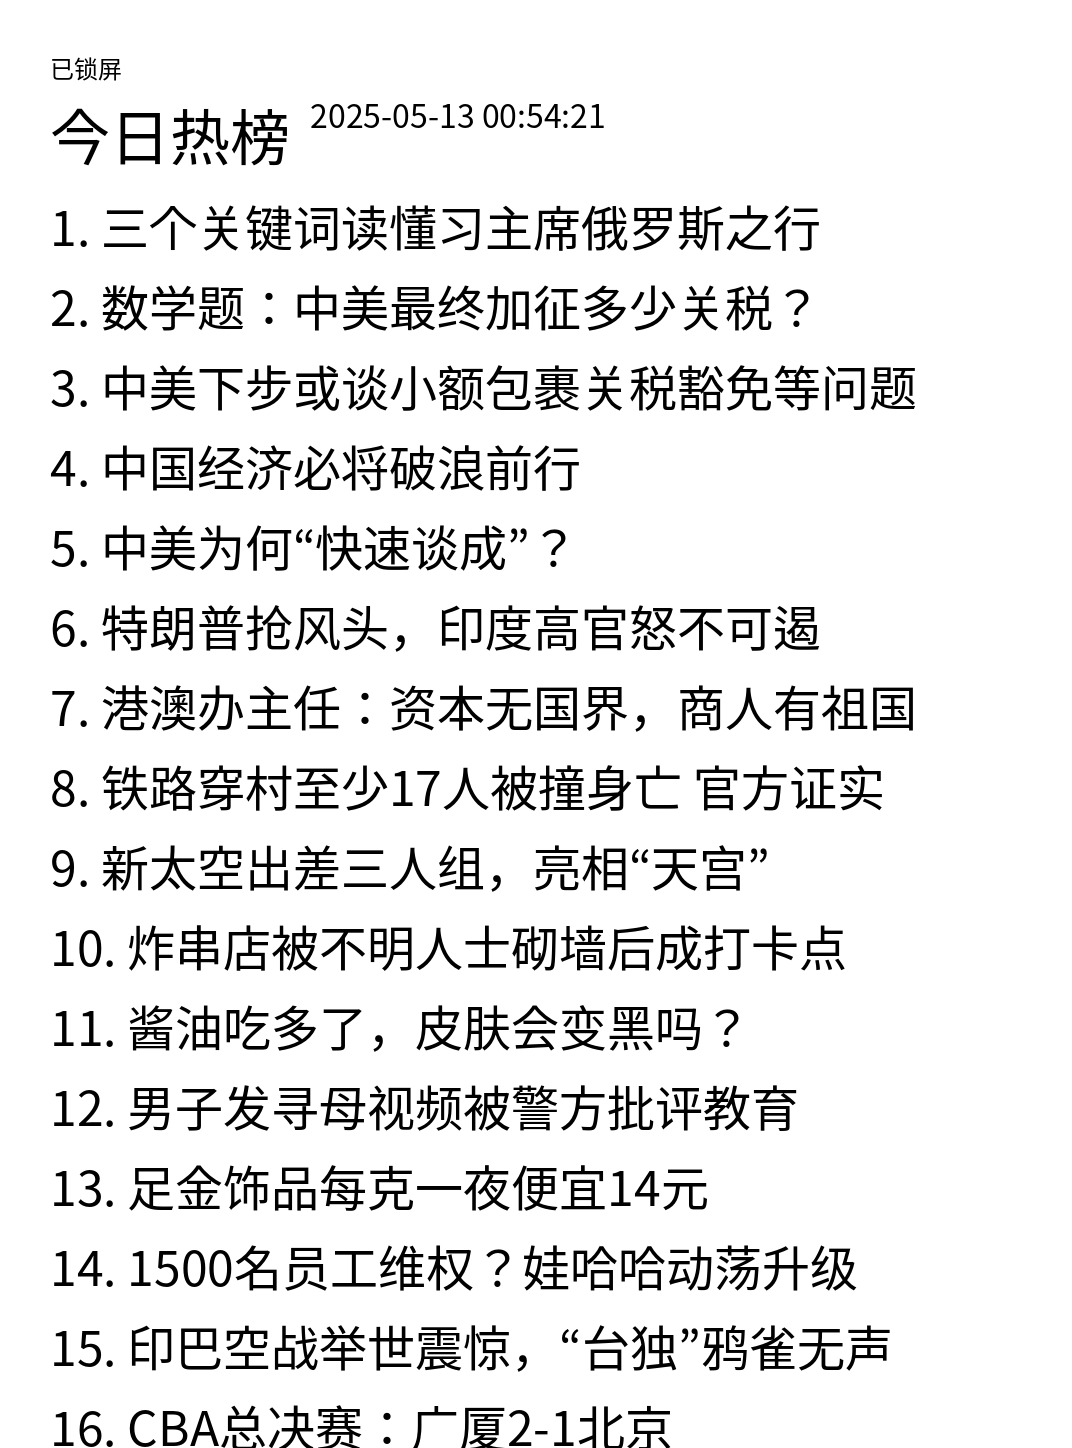 已锁屏
今日热榜 2025-05-13 00:54:21
1. 三个关键词读懂习主席俄罗斯之行
2. 数学题：中美最终加征多少关税？
3. 中美下步或谈小额包裹关税豁免等问题
4. 中国经济必将破浪前行
5. 中美为何“快速谈成”？
6. 特朗普抢风头，印度高官怒不可遏
7. 港澳办主任：资本无国界，商人有祖国
8. 铁路穿村至少17人被撞身亡 官方证实
9. 新太空出差三人组，亮相“天宫”
10. 炸串店被不明人士砌墙后成打卡点
11. 酱油吃多了，皮肤会变黑吗？
12. 男子发寻母视频被警方批评教育
13. 足金饰品每克一夜便宜14元
14. 1500名员工维权？娃哈哈动荡升级
15. 印巴空战举世震惊，“台独”鸦雀无声
16. CBA总决赛：广厦2-1北京